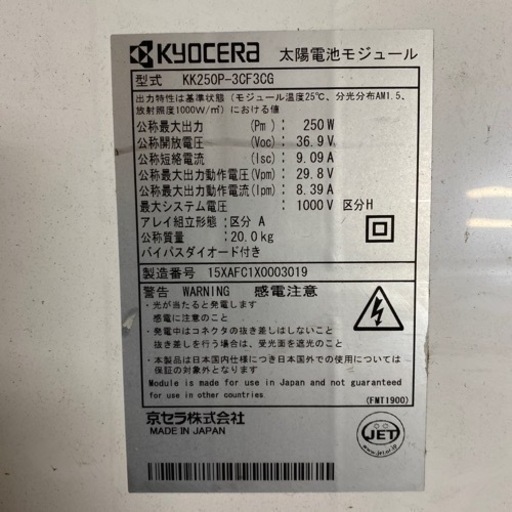 KYOCERA 太陽電池モジュール
型式 KK250P-3CF3CG
出力特性は基準状態(モジュール温度25℃、分光分布AM1.5、
放射照度1000W/㎡)における値
公称最大出力 (Pm) : 250 W
公称開放電圧 (Voc) : 36.9 V
公称短絡電流 (Isc) : 9.09 A
公称最大出力動作電圧(Vpm) : 29.8 V
公称最大出力動作電流(Ipm) : 8.39 A
最大システム電圧 : 1000 V 区分H
アレイ組立形態 : 区分 A
公称質量 : 20.0kg
バイパスダイオード付き
製造番号 15XAFC1X0003019
警告 WARNING 感電注意
・光が当たると発電します
感電に注意のこと
・発電中はコネクタの抜き差しはしないこと
抜き差しを行う場合は、受光面を遮光のこと
・本製品は日本国内仕様につき日本国外での使用については
保証の対象外となります
Module is made for use in Japan and not guaranteed
for use in other countries.
(FMT1900)
京セラ株式会社
MADE IN JAPAN
JET
www.jet.or.jp